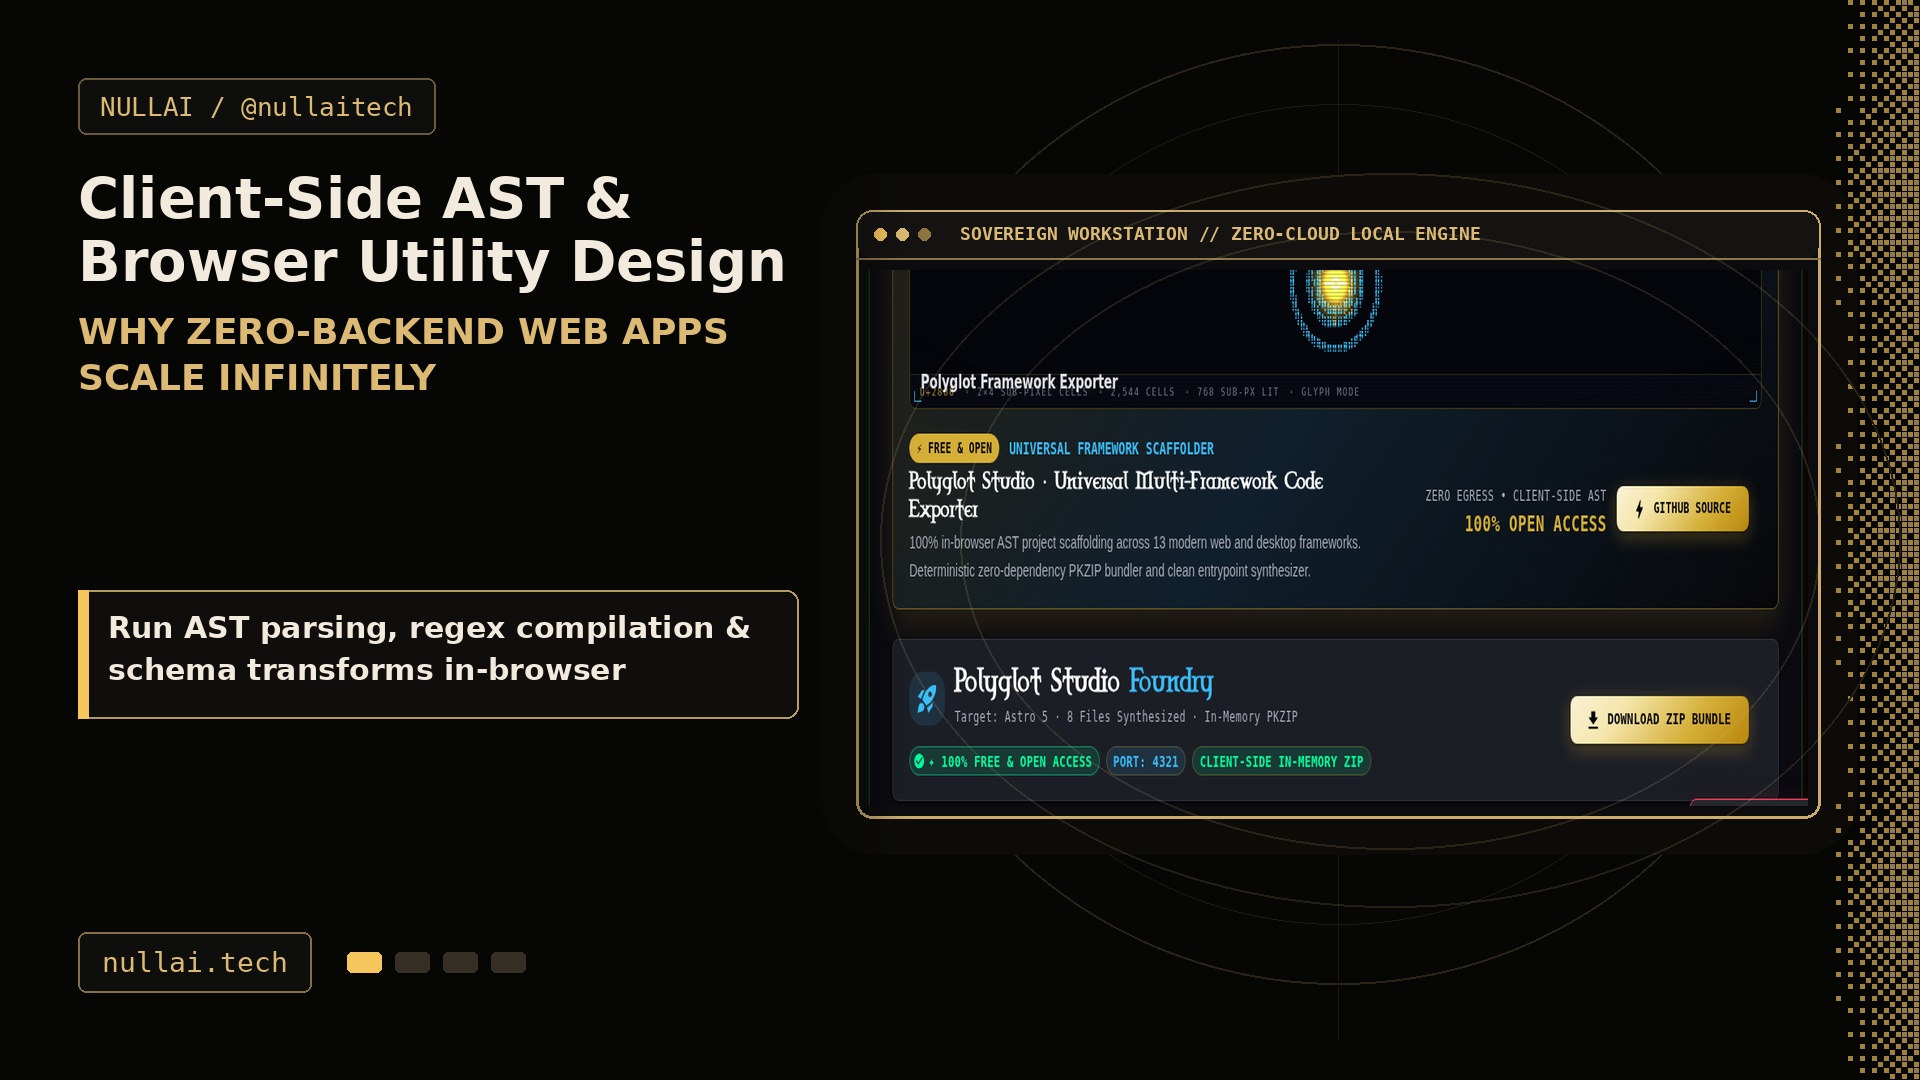 NULLAI / @nullaitech
Client-Side AST &
Browser Utility Design
WHY ZERO-BACKEND WEB APPS
SCALE INFINITELY
Run AST parsing, regex compilation &
schema transforms in-browser
nullai.tech
SOVEREIGN WORKSTATION // ZERO-CLOUD LOCAL ENGINE
Polyglot Framework Exporter
2×4 SUB-PIXEL CELLS · 2,544 CELLS · 768 SUB-PX LIT · GLYPH MODE
FREE & OPEN
UNIVERSAL FRAMEWORK SCAFFOLDER
Polyglot Studio · Universal Multi-Framework Code
Exporter
100% in-browser AST project scaffolding across 13 modern web and desktop frameworks.
Deterministic zero-dependency PKZIP bundler and clean entrypoint synthesizer.
ZERO EGRESS • CLIENT-SIDE AST
100% OPEN ACCESS
GITHUB SOURCE
Polyglot Studio Foundry
Target: Astro 5 · 8 Files Synthesized · In-Memory PKZIP
100% FREE & OPEN ACCESS
PORT: 4321
CLIENT-SIDE IN-MEMORY ZIP
DOWNLOAD ZIP BUNDLE